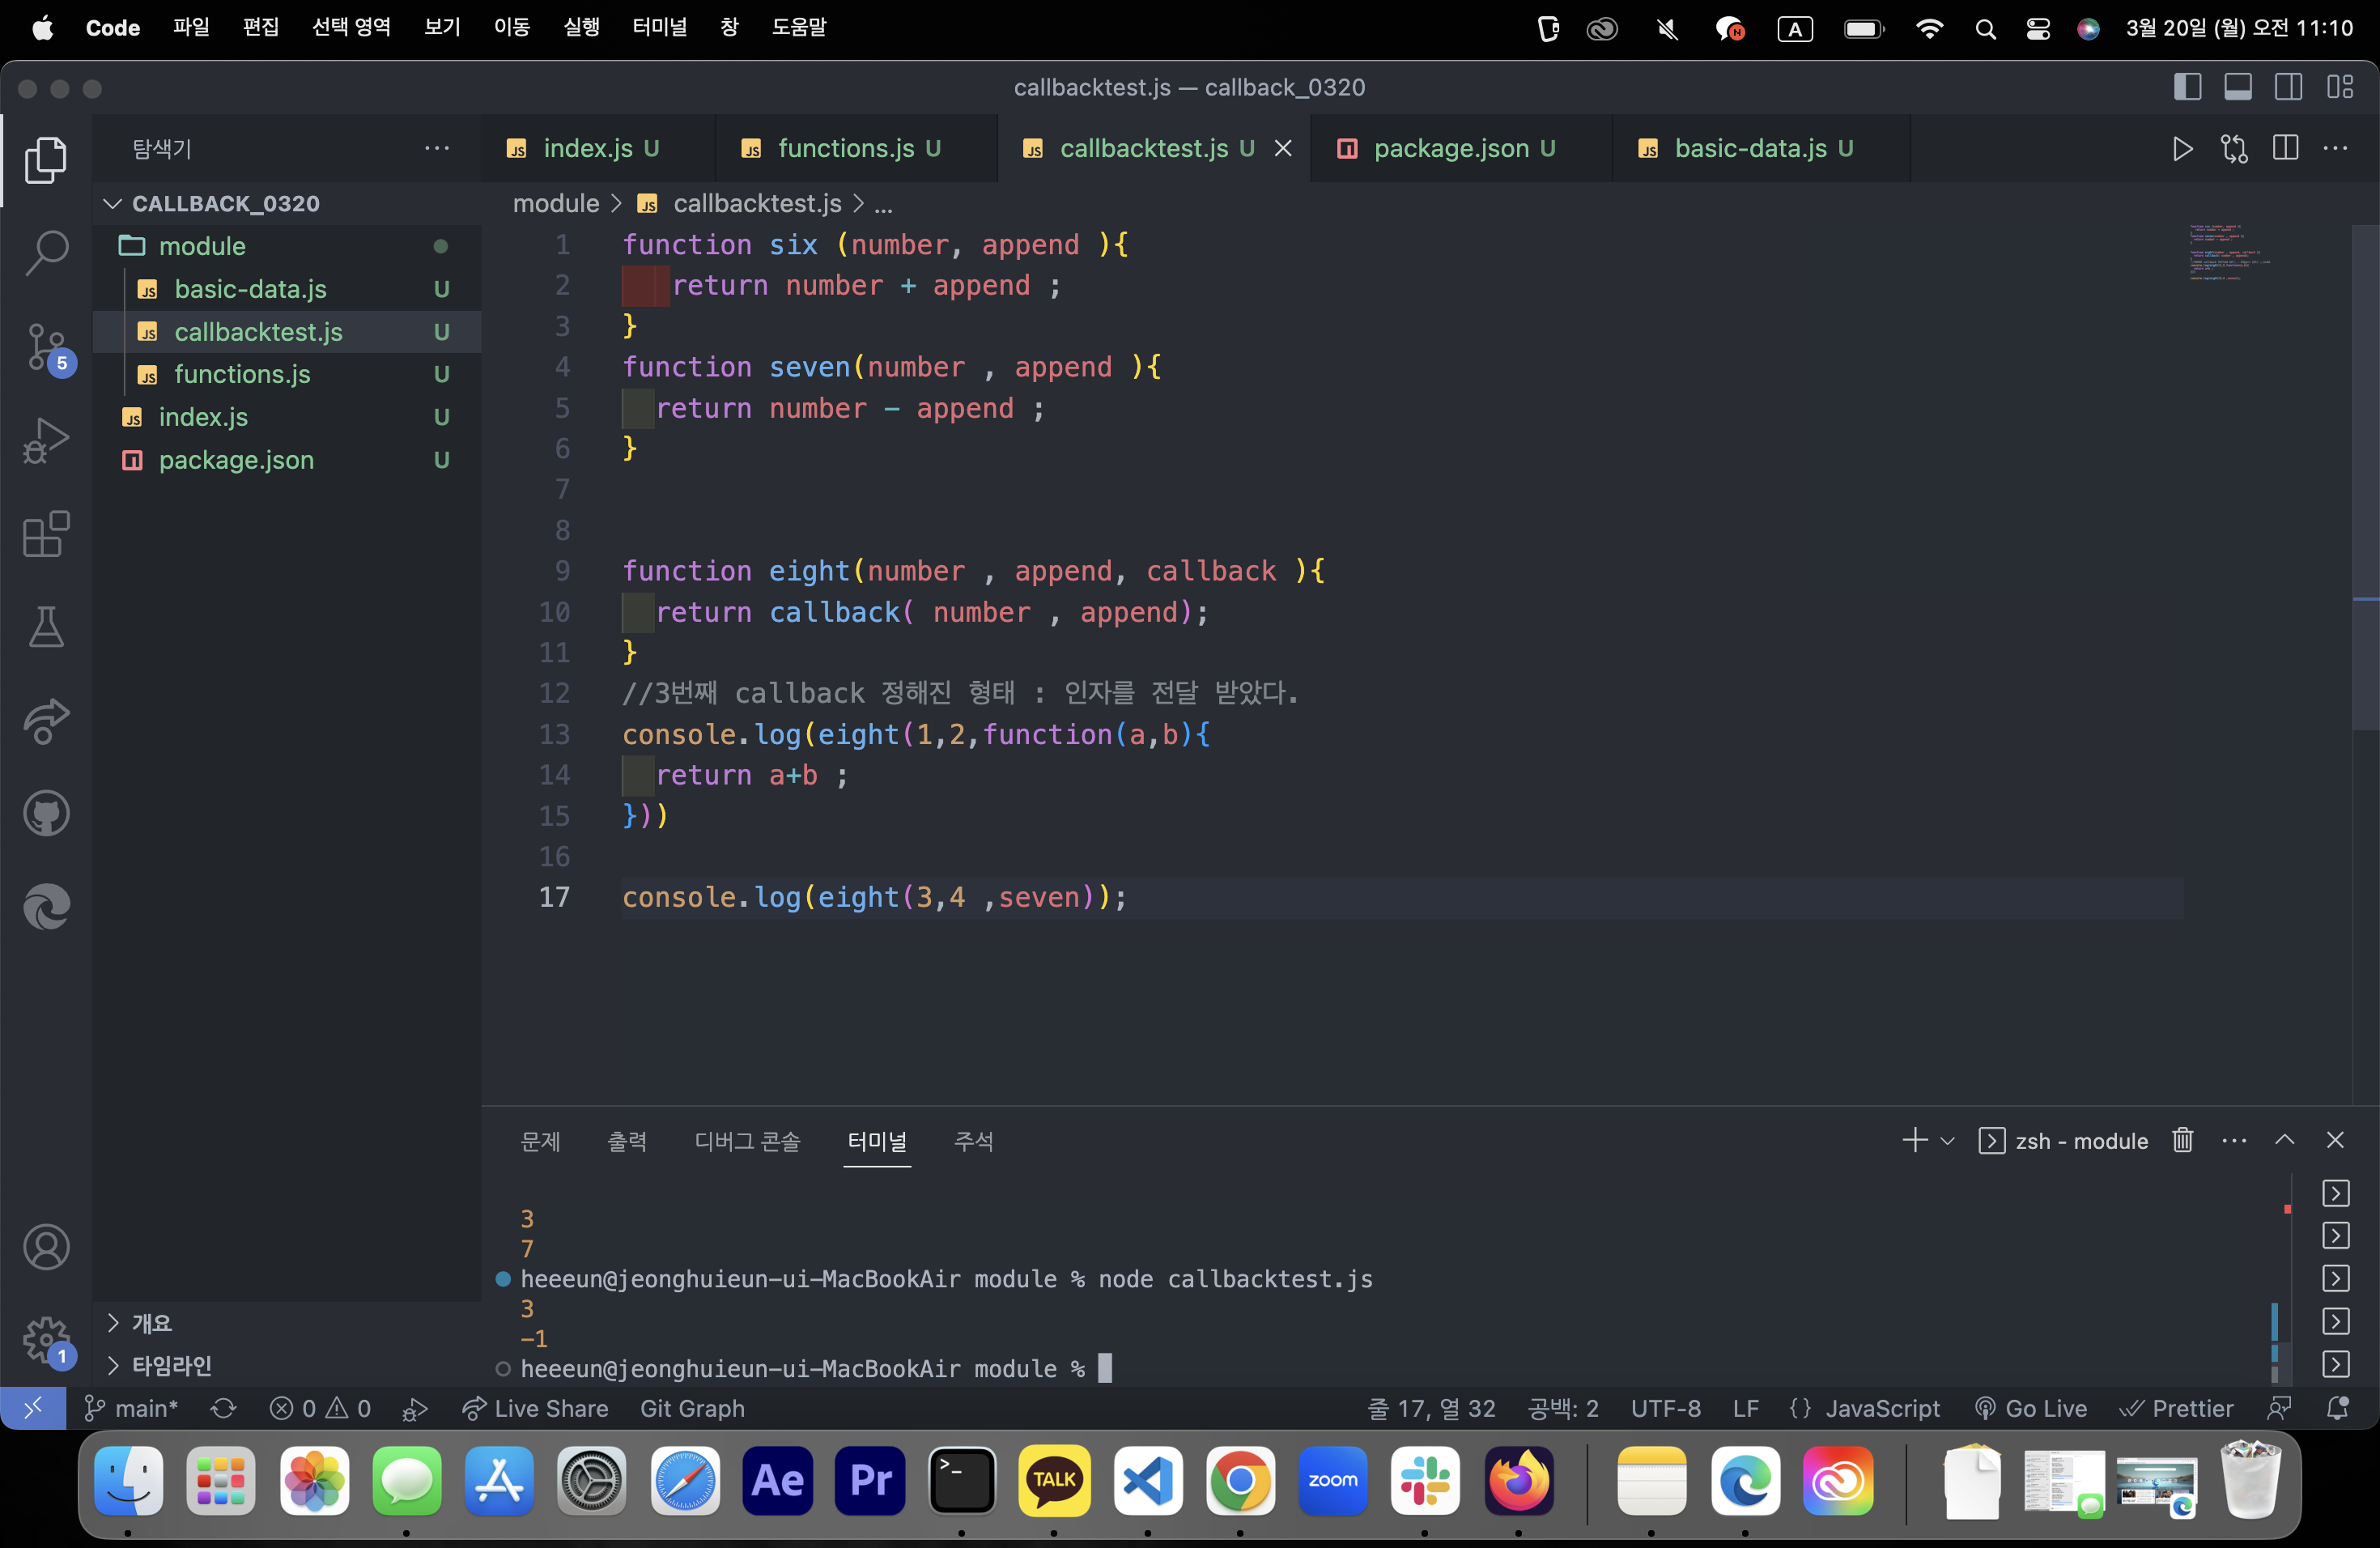 Code 파일 편집 선택 영역 보기 이동 실행 터미널 창 도움말 A 3월 20일 (월) 오전 11:10
callbacktest.js — callback_0320
탐색기
JS index.js U
JS functions.js U
JS callbacktest.js U
package.json U
JS basic-data.js U
CALLBACK_0320
module
JS basic-data.js U
JS callbacktest.js U
JS functions.js U
JS index.js U
package.json U
5
module > JS callbacktest.js > ...
1 function six (number, append ){
2 return number + append ;
3 }
4 function seven(number , append ){
5 return number - append ;
6 }
7
8
9 function eight(number , append, callback ){
10 return callback( number , append);
11 }
12 //3번째 callback 정해진 형태 : 인자를 전달 받았다.
13 console.log(eight(1,2,function(a,b){
14 return a+b ;
15 }))
16
17 console.log(eight(3,4 ,seven));
문제 출력 디버그 콘솔 터미널 주석
zsh - module
3
7
heeeun@jeonghuieun-ui-MacBookAir module % node callbacktest.js
3
-1
heeeun@jeonghuieun-ui-MacBookAir module %
개요
타임라인
1
main* 0 0 Live Share Git Graph 줄 17, 열 32 공백: 2 UTF-8 LF {} JavaScript Go Live Prettier
Ae Pr >_ TALK zoom